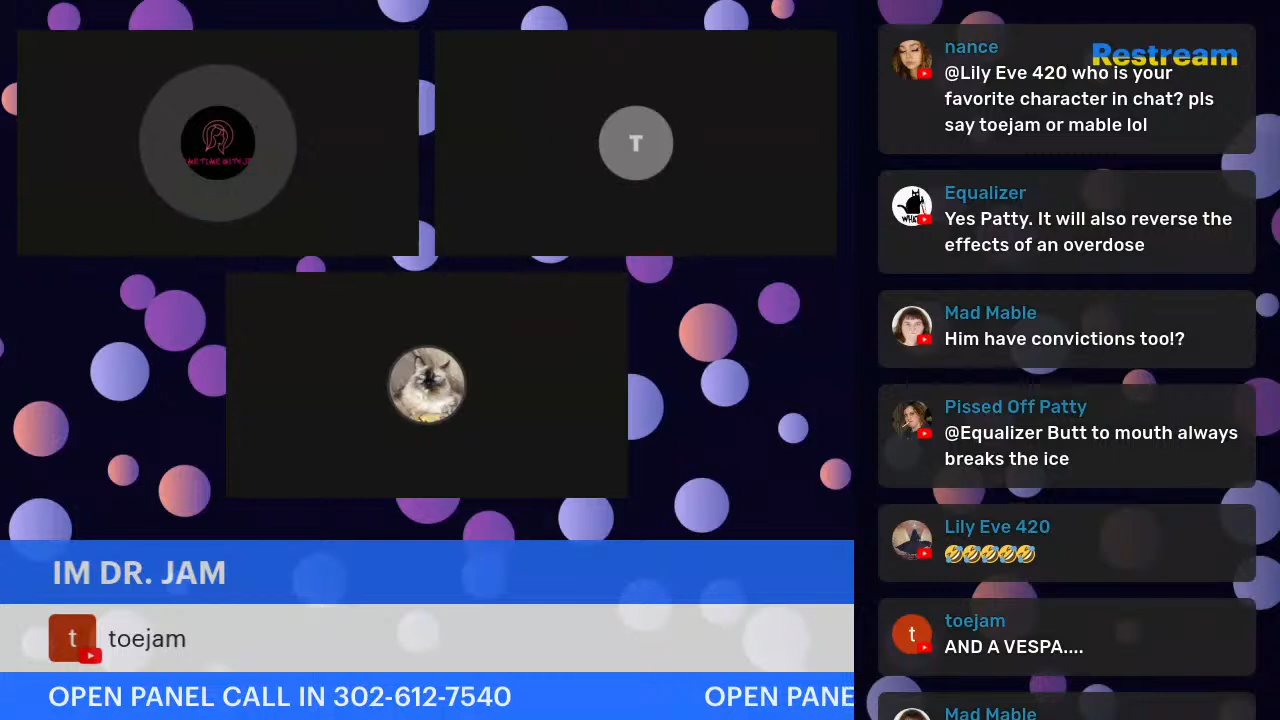 T
nance
Restream
@Lily Eve 420 who is your
favorite character in chat? pls
say toejam or mable lol
Equalizer
Yes Patty. It will also reverse the
effects of an overdose
Mad Mable
Him have convictions too!?
Pissed Off Patty
@Equalizer Butt to mouth always
breaks the ice
Lily Eve 420
🤣🤣🤣🤣🤣
t
toejam
AND A VESPA....
Mad Mable
IM DR. JAM
t
toejam
OPEN PANEL CALL IN 302-612-7540
OPEN PANE